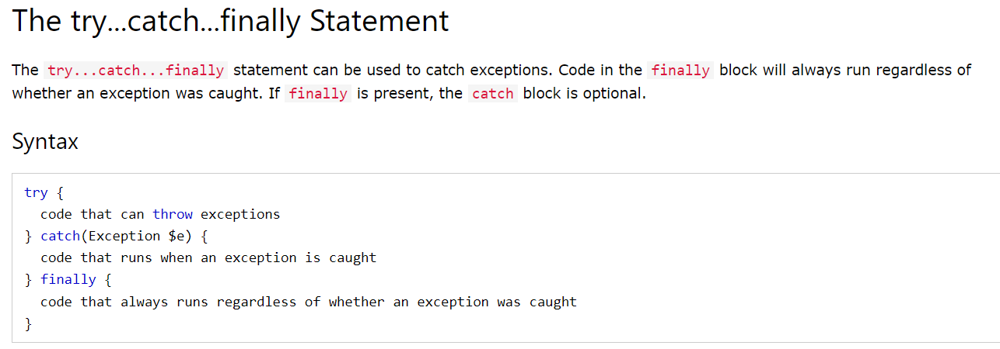 The try...catch...finally Statement
The try...catch...finally statement can be used to catch exceptions. Code in the finally block will always run regardless of
whether an exception was caught. If finally is present, the catch block is optional.
Syntax
try {
  code that can throw exceptions
} catch(Exception $e) {
  code that runs when an exception is caught
} finally {
  code that always runs regardless of whether an exception was caught
}